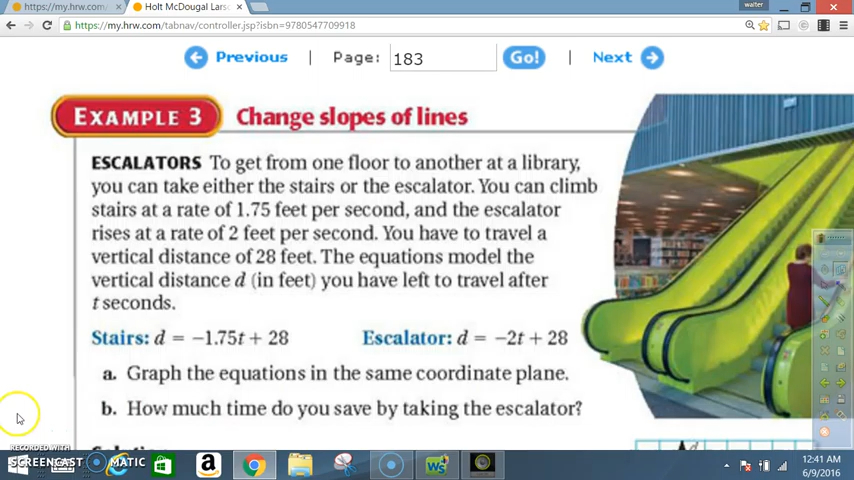 https://my.hrw.com/
Holt McDougal Lars
walter
https://my.hrw.com/tabnav/controller.jsp?isbn=9780547709918
Previous | Page: 183 Go! | Next
EXAMPLE 3 Change slopes of lines
ESCALATORS To get from one floor to another at a library,
you can take either the stairs or the escalator. You can climb
stairs at a rate of 1.75 feet per second, and the escalator
rises at a rate of 2 feet per second. You have to travel a
vertical distance of 28 feet. The equations model the
vertical distance d (in feet) you have left to travel after
t seconds.
Stairs: d = −1.75t + 28 Escalator: d = −2t + 28
a. Graph the equations in the same coordinate plane.
b. How much time do you save by taking the escalator?
RECORDED WITH
SCREENCAST MATIC
12:41 AM
6/9/2016